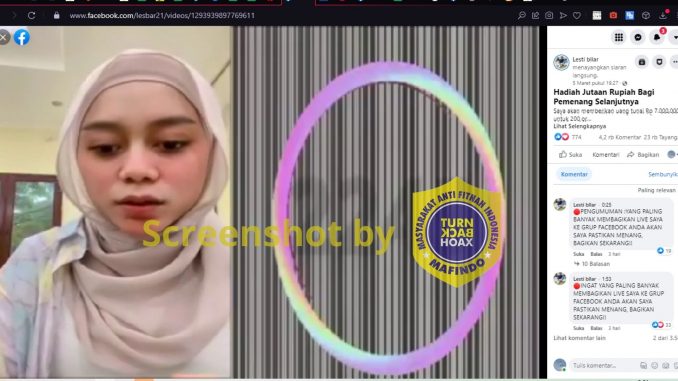 www.facebook.com/lesbar21/videos/1293939897769611
Lesti bilar
menayangkan siaran
langsung.
5 Maret pukul 19.27
Hadiah Jutaan Rupiah Bagi
Pemenang Selanjutnya
Saya akan memberikan uang tunai Rp 7.000.000
untuk 200.or...
Lihat Selengkapnya
774
4,2 rb Komentar 23 rb Tayang
Suka Komentari Bagikan
Komentar Sembunyik
Paling relevan
Lesti bilar · 0:25
PENGUMUMAN !YANG PALING
BANYAK MEMBAGIKAN LIVE SAYA
KE GRUP FACEBOOK ANDA AKAN
SAYA PASTIKAN MENANG,
BAGIKAN SEKARANG!!
19
Suka Balas 3 hari
10 Balasan
Lesti bilar · 1:53
INGAT YANG PALING BANYAK
MEMBAGIKAN LIVE SAYA KE GRUP
FACEBOOK ANDA AKAN SAYA
PASTIKAN MENANG, BAGIKAN
SEKARANG!!
33
Suka Balas 3 hari
Lihat komentar lain 2 dari 3.5
Tulis komentar...
Screenshot by
MASYARAKAT ANTI FITNAH INDONESIA
TURN
BACK
HOAX
MAFINDO